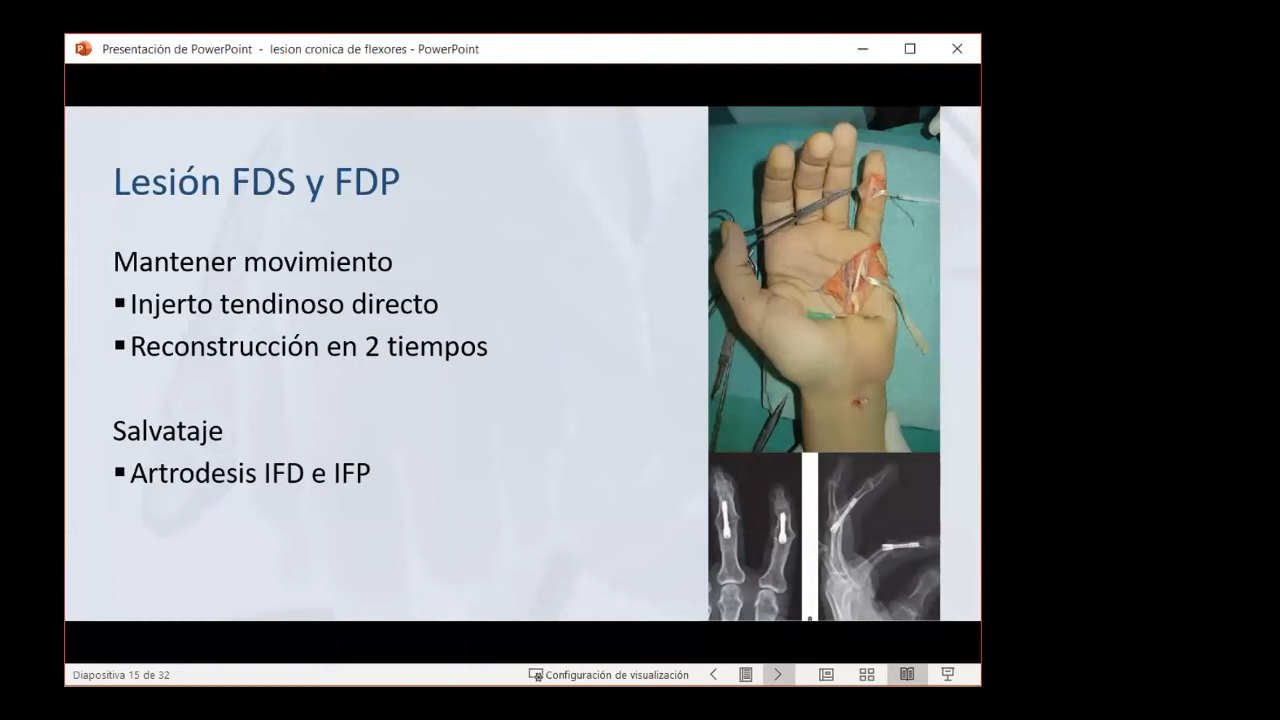 Presentación de PowerPoint - lesion cronica de flexores - PowerPoint
Lesión FDS y FDP
Mantener movimiento
▪Injerto tendinoso directo
▪Reconstrucción en 2 tiempos
Salvataje
▪Artrodesis IFD e IFP
Diapositiva 15 de 32
Configuración de visualización